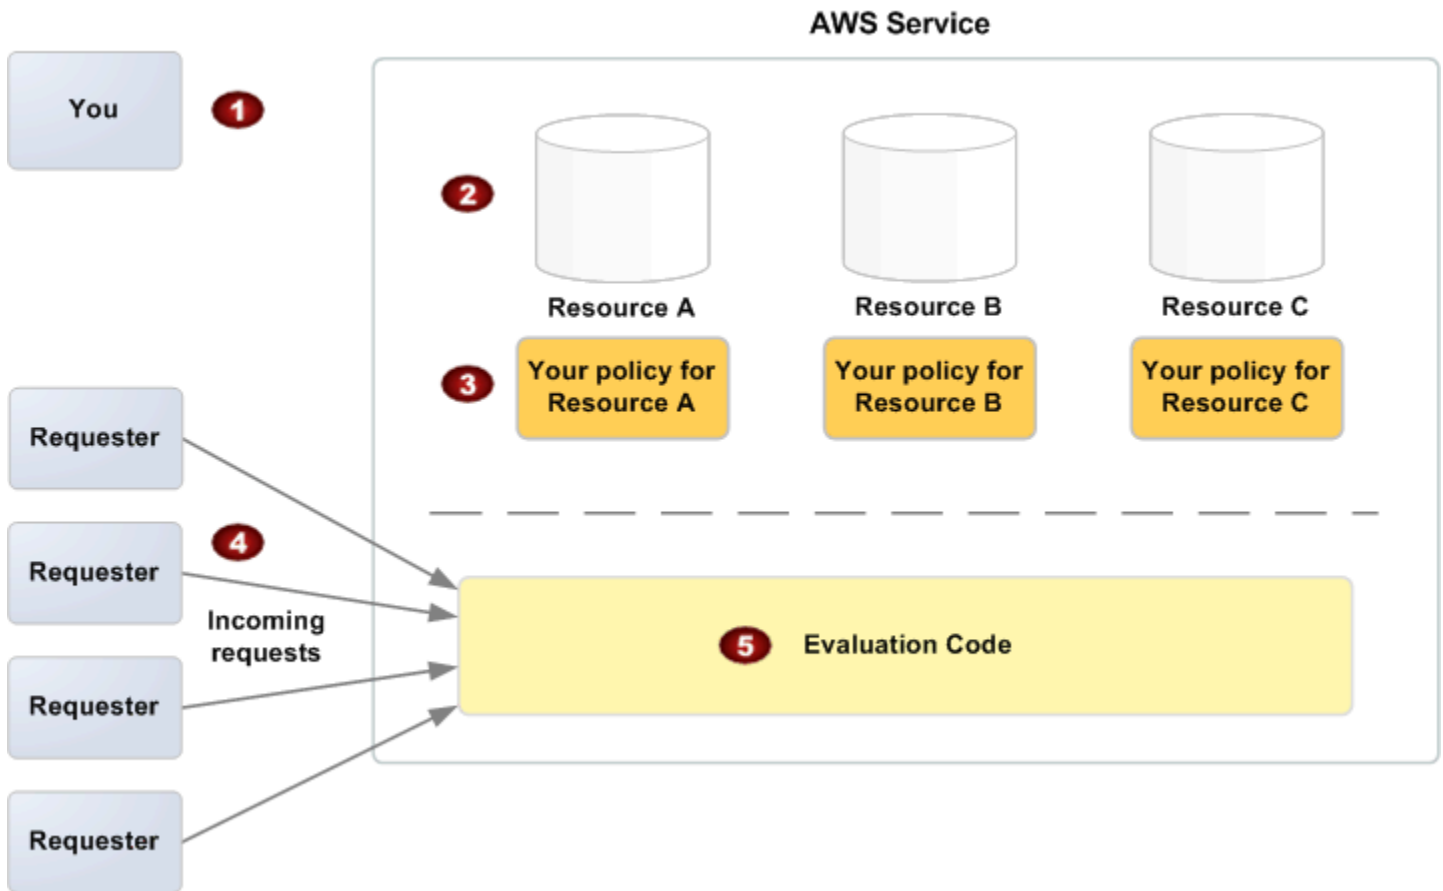 AWS Service
You
1
2
Resource A
Resource B
Resource C
3
Your policy for
Resource A
Your policy for
Resource B
Your policy for
Resource C
Requester
4
Requester
Incoming
requests
5
Evaluation Code
Requester
Requester